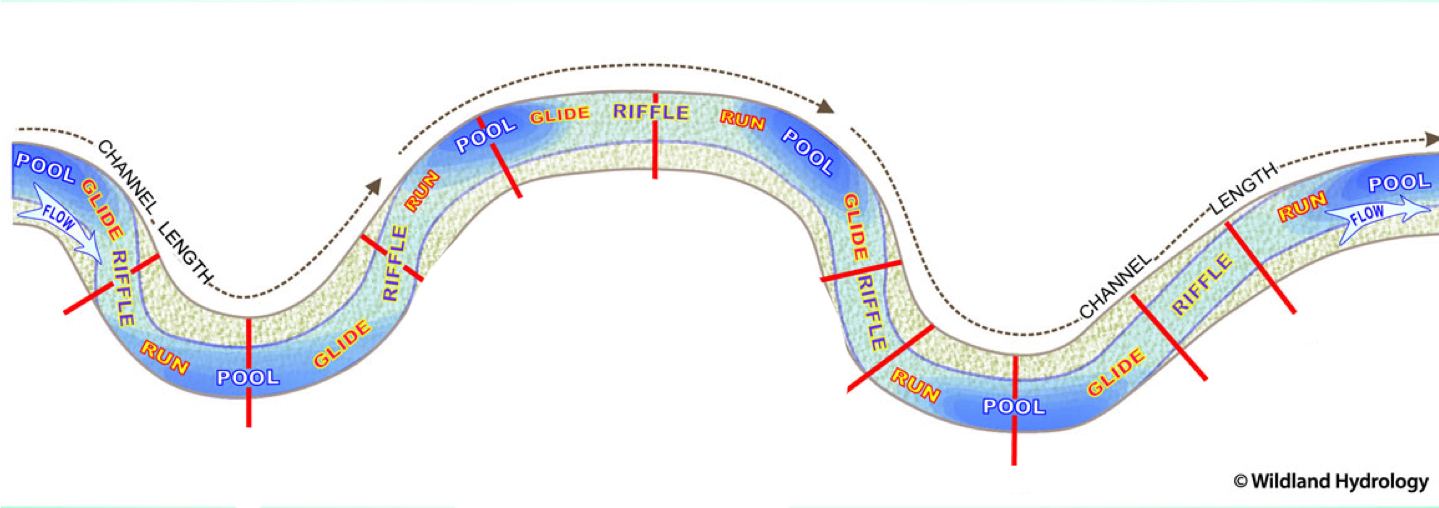 POOL
GLIDE
FLOW
CHANNEL LENGTH
RIFFLE
RUN
POOL
GLIDE
RIFFLE
RUN
POOL
GLIDE
RIFFLE
RUN
POOL
GLIDE
RIFFLE
RUN
POOL
GLIDE
CHANNEL LENGTH
RIFFLE
RUN
POOL
FLOW
© Wildland Hydrology